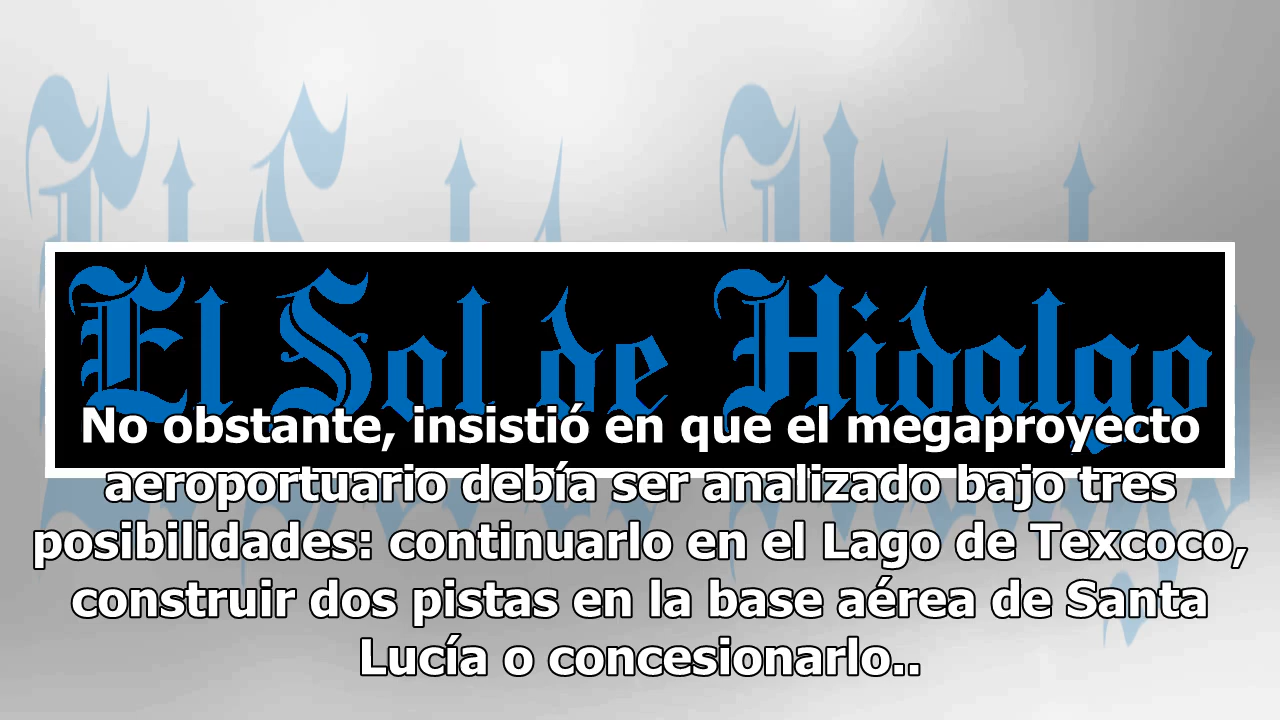 El Sol de Hidalgo
No obstante, insistió en que el megaproyecto
aeroportuario debía ser analizado bajo tres
posibilidades: continuarlo en el Lago de Texcoco,
construir dos pistas en la base aérea de Santa
Lucía o concesionarlo..